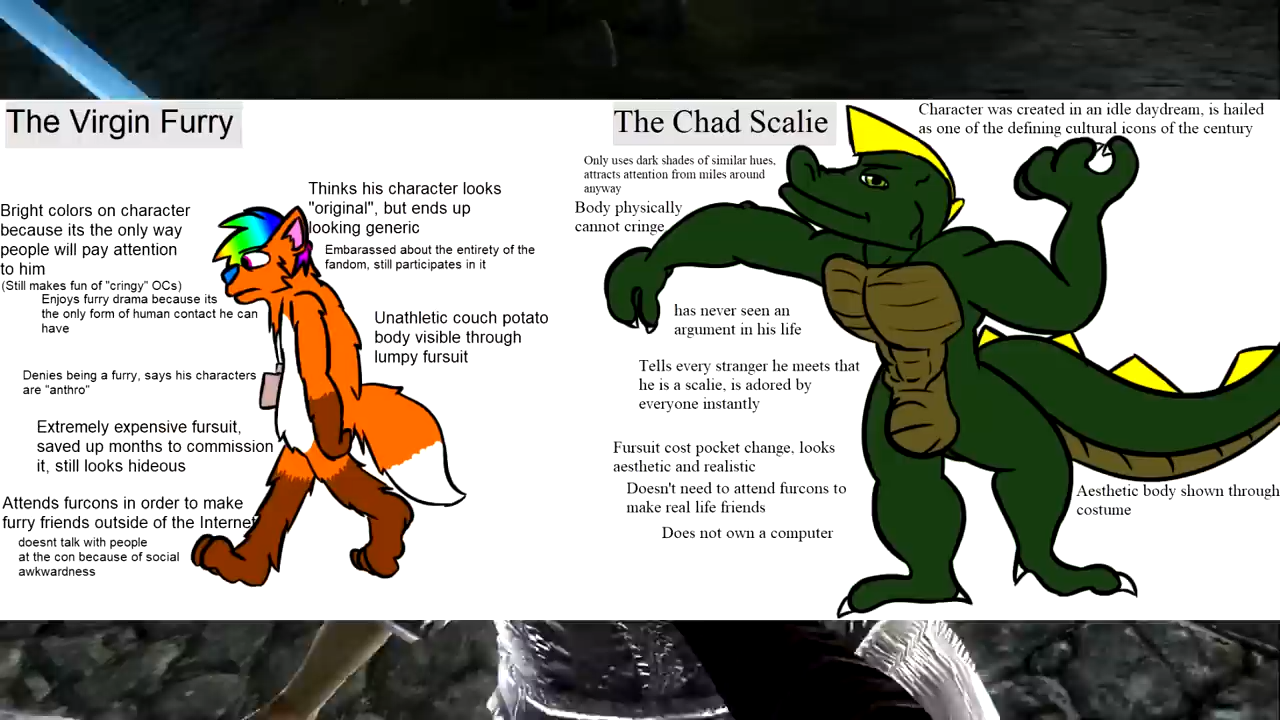 The Virgin Furry
Thinks his character looks
"original", but ends up
looking generic
Bright colors on character
because its the only way
people will pay attention
to him
(Still makes fun of "cringy" OCs)
Embarassed about the entirety of the
fandom, still participates in it
Enjoys furry drama because its
the only form of human contact he can
have
Unathletic couch potato
body visible through
lumpy fursuit
Denies being a furry, says his characters
are "anthro"
Extremely expensive fursuit,
saved up months to commission
it, still looks hideous
Attends furcons in order to make
furry friends outside of the Internet
doesnt talk with people
at the con because of social
awkwardness
The Chad Scalie
Character was created in an idle daydream, is hailed
as one of the defining cultural icons of the century
Only uses dark shades of similar hues,
attracts attention from miles around
anyway
Body physically
cannot cringe
has never seen an
argument in his life
Tells every stranger he meets that
he is a scalie, is adored by
everyone instantly
Fursuit cost pocket change, looks
aesthetic and realistic
Doesn't need to attend furcons to
make real life friends
Does not own a computer
Aesthetic body shown through
costume